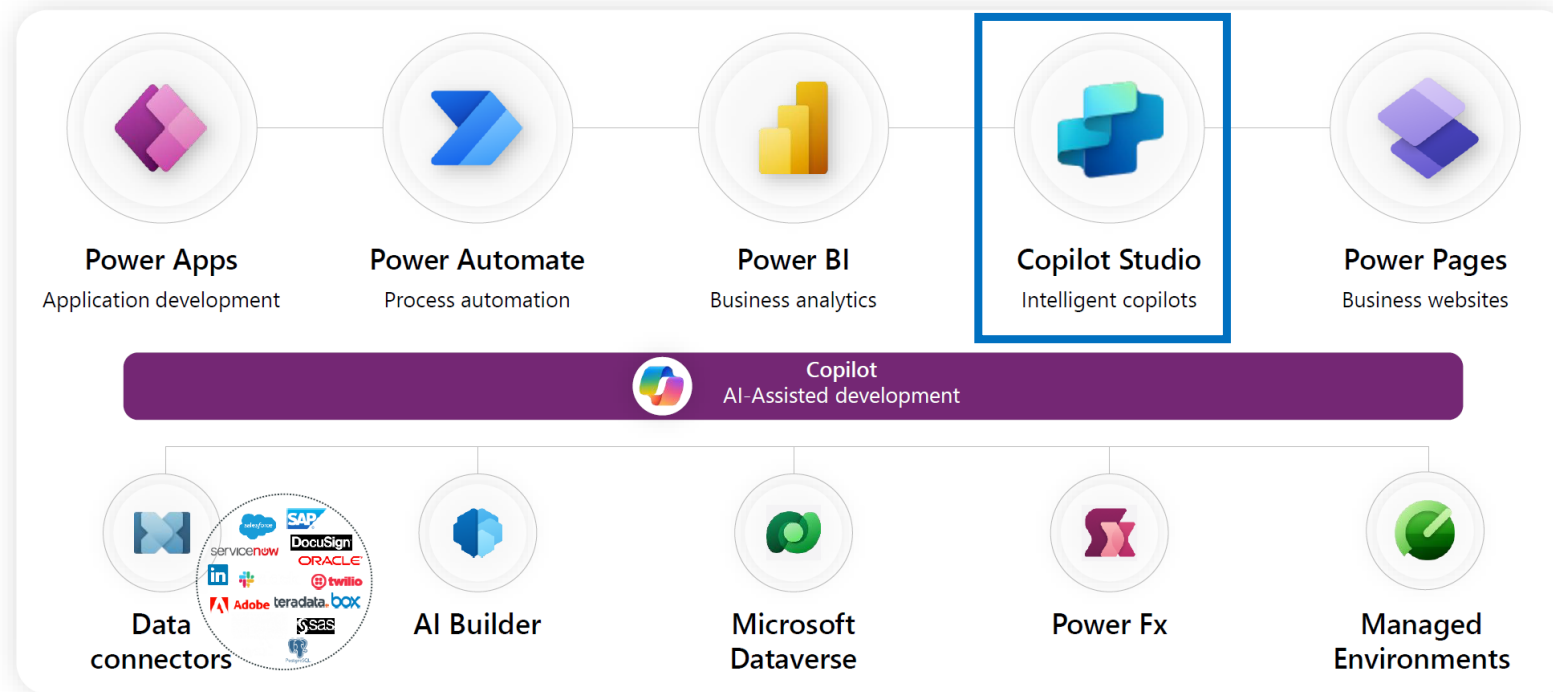 Power Apps
Application development
Power Automate
Process automation
Power BI
Business analytics
Copilot Studio
Intelligent copilots
Power Pages
Business websites
Copilot
AI-Assisted development
salesforce
SAP
servicenow
DocuSign
ORACLE
in
twilio
Adobe
teradata.
box
sas
PostgreSQL
Data
connectors
AI Builder
Microsoft
Dataverse
Power Fx
Managed
Environments